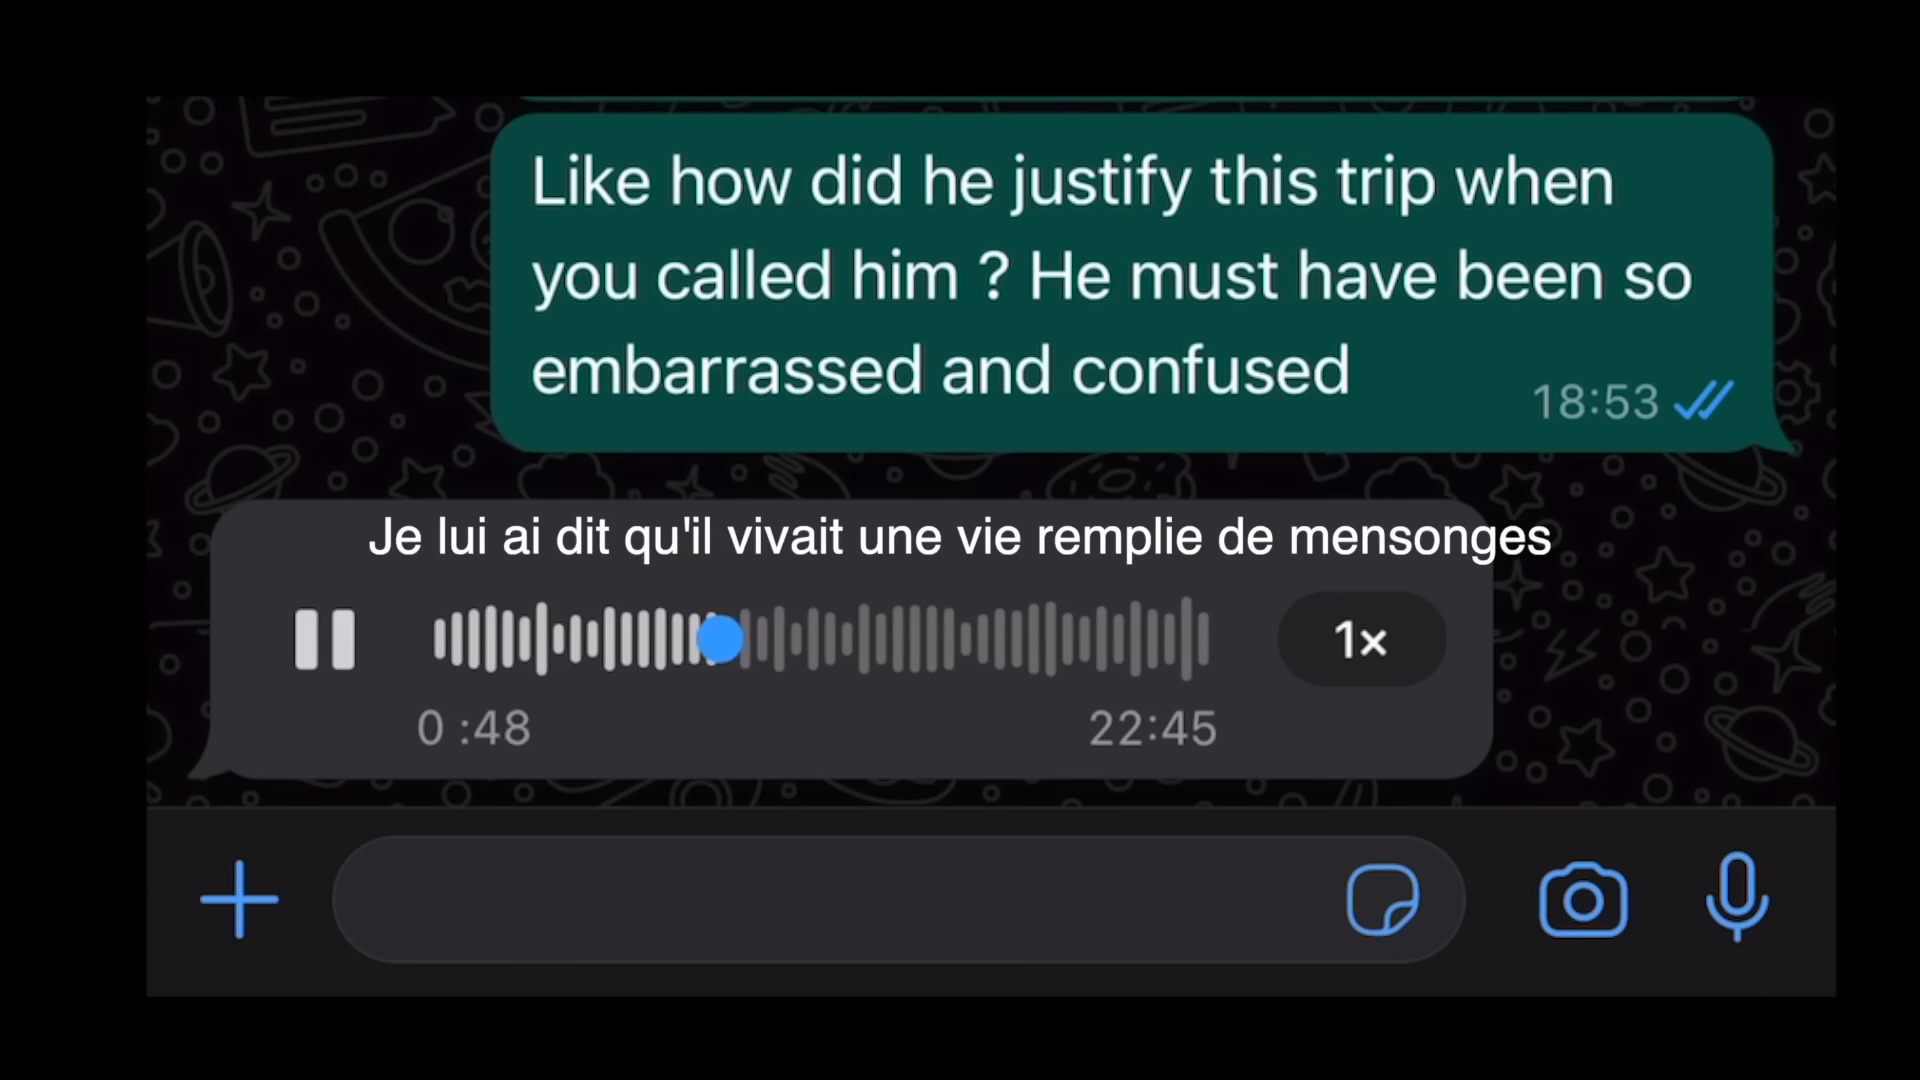 Like how did he justify this trip when
you called him ? He must have been so
embarrassed and confused
18:53
Je lui ai dit qu'il vivait une vie remplie de mensonges
1×
0 :48
22:45